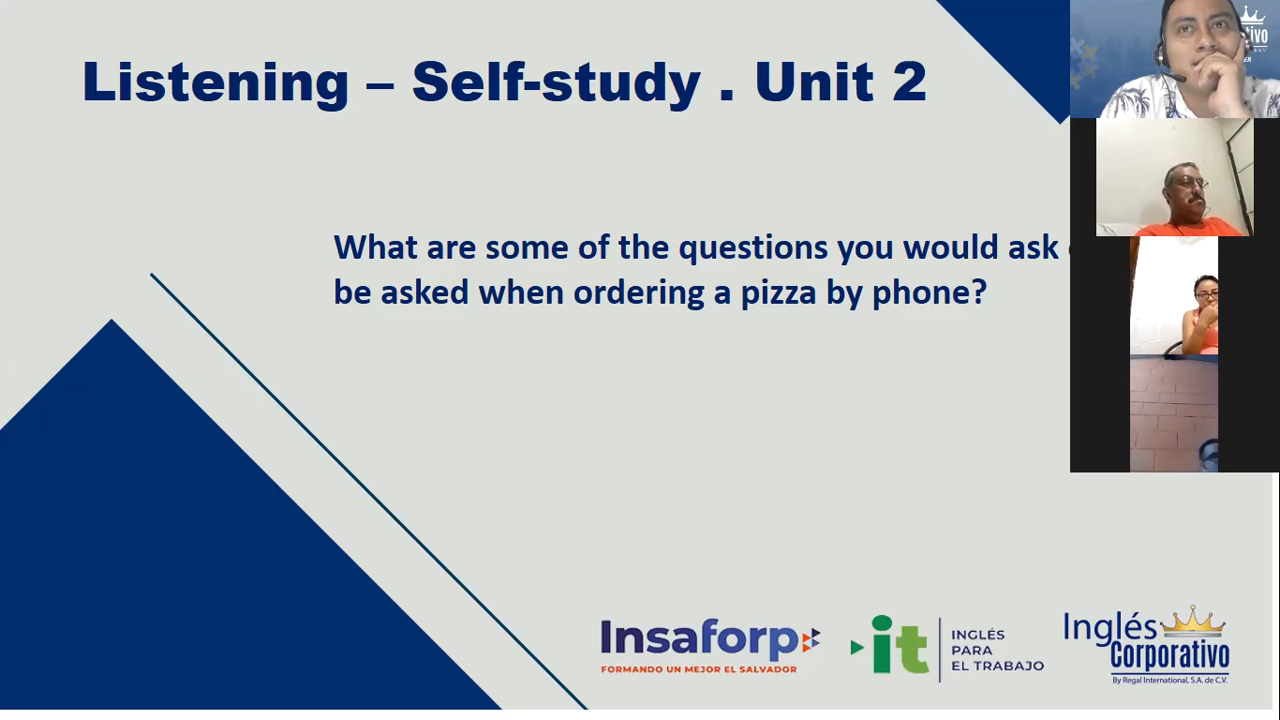 Listening – Self-study . Unit 2
What are some of the questions you would ask
be asked when ordering a pizza by phone?
Insaforp
FORMANDO UN MEJOR EL SALVADOR
it
INGLÉS
PARA
EL TRABAJO
Inglés
Corporativo
By Regal International, S.A. de C.V.